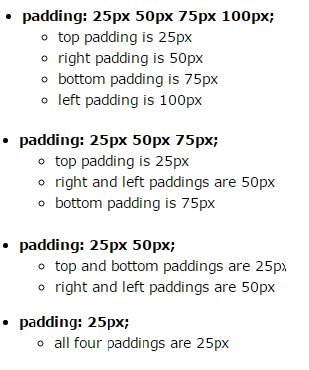 padding: 25px 50px 75px 100px;
top padding is 25px
right padding is 50px
bottom padding is 75px
left padding is 100px
padding: 25px 50px 75px;
top padding is 25px
right and left paddings are 50px
bottom padding is 75px
padding: 25px 50px;
top and bottom paddings are 25px
right and left paddings are 50px
padding: 25px;
all four paddings are 25px